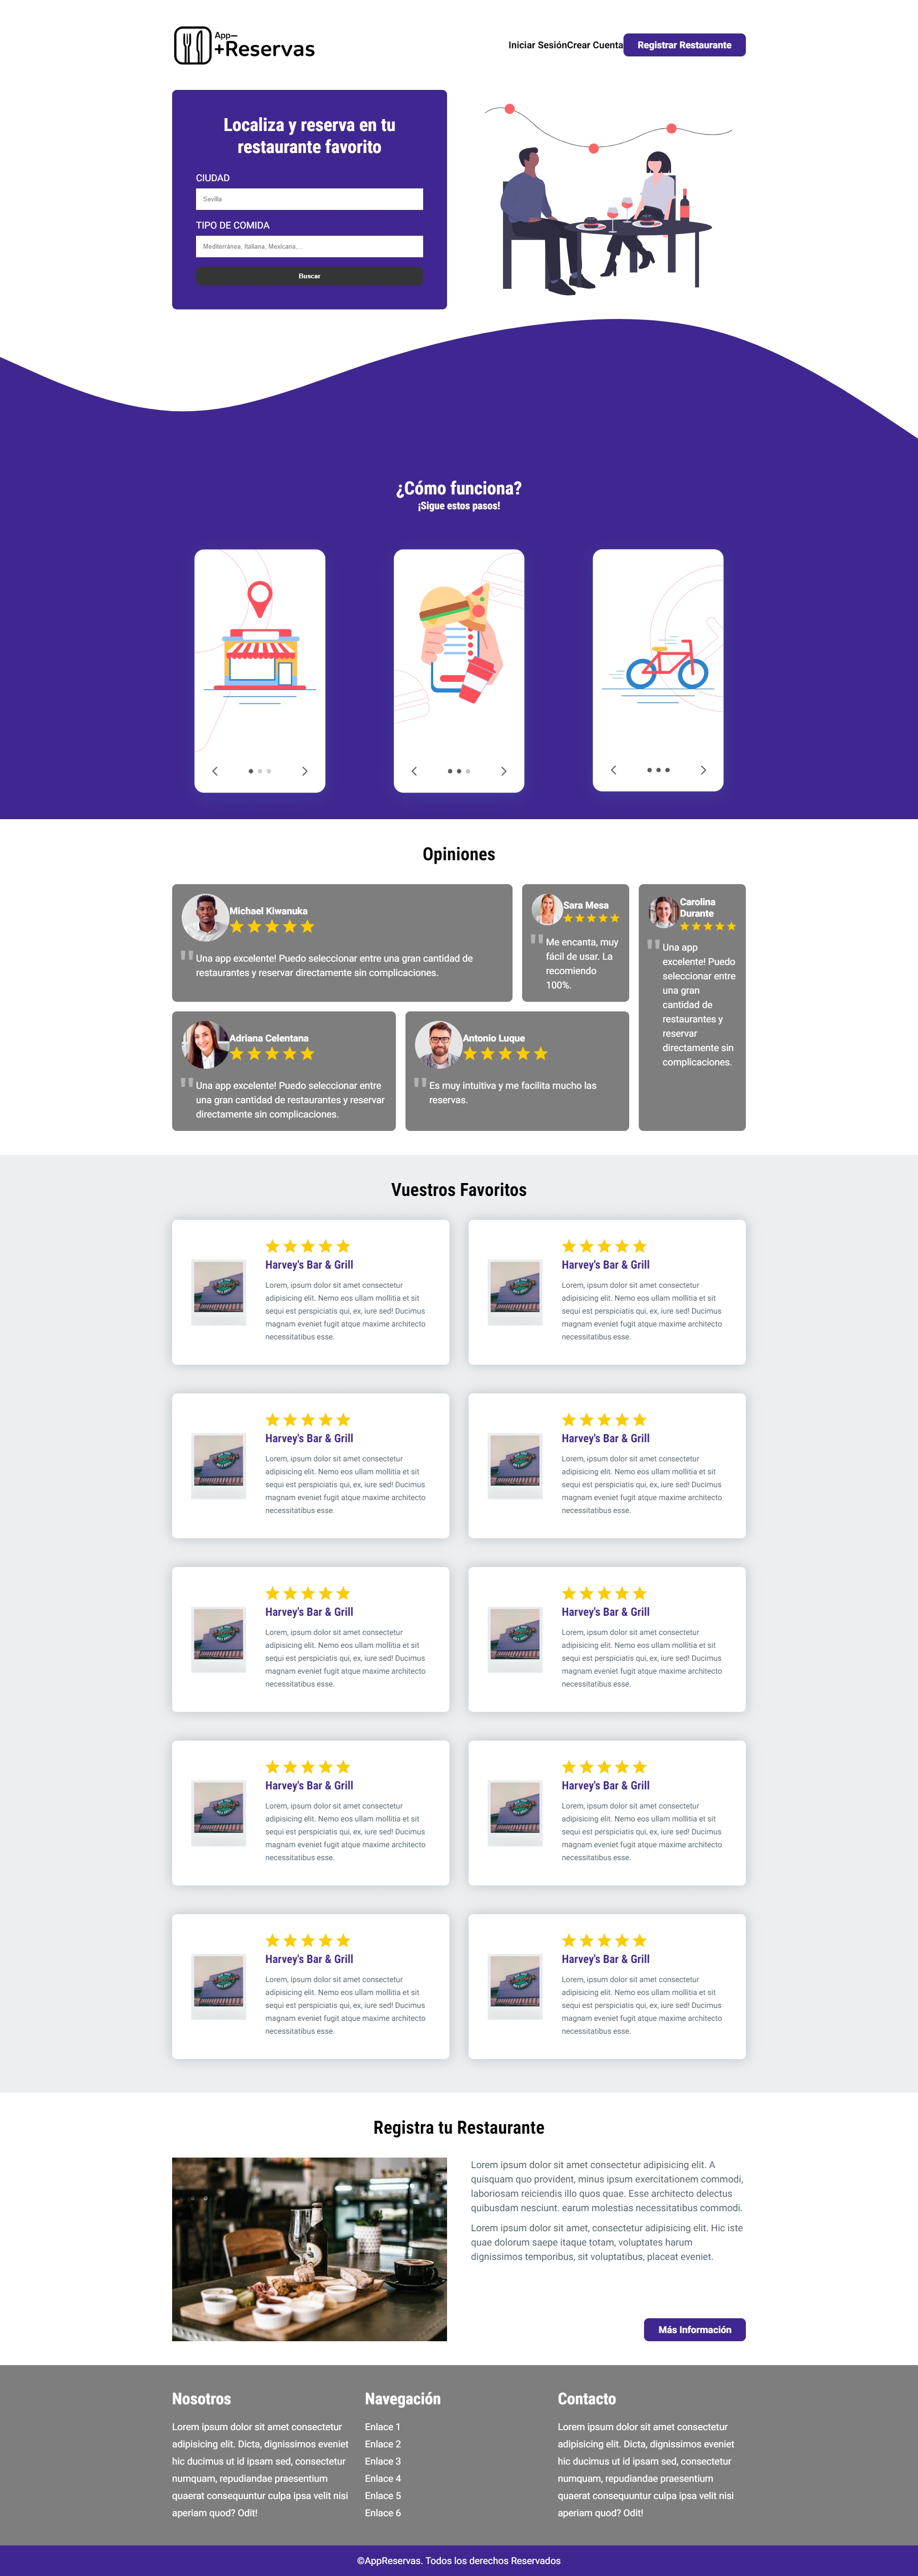 App—
+Reservas
Iniciar Sesión
Crear Cuenta
Registrar Restaurante
Localiza y reserva en tu
restaurante favorito
CIUDAD
Sevilla
TIPO DE COMIDA
Mediterránea, Italiana, Mexicana,...
Buscar
¿Cómo funciona?
¡Sigue estos pasos!
Opiniones
Michael Kiwanuka
" Una app excelente! Puedo seleccionar entre una gran cantidad de
restaurantes y reservar directamente sin complicaciones.
Sara Mesa
" Me encanta, muy
fácil de usar. La
recomiendo
100%.
Carolina
Durante
" Una app
excelente! Puedo
seleccionar entre
una gran
cantidad de
restaurantes y
reservar
directamente sin
complicaciones.
Adriana Celentana
" Una app excelente! Puedo seleccionar entre
una gran cantidad de restaurantes y reservar
directamente sin complicaciones.
Antonio Luque
" Es muy intuitiva y me facilita mucho las
reservas.
Vuestros Favoritos
Harvey's Bar & Grill
Lorem, ipsum dolor sit amet consectetur
adipisicing elit. Nemo eos ullam mollitia et sit
sequi est perspiciatis qui, ex, iure sed! Ducimus
magnam eveniet fugit atque maxime architecto
necessitatibus esse.
Harvey's Bar & Grill
Lorem, ipsum dolor sit amet consectetur
adipisicing elit. Nemo eos ullam mollitia et sit
sequi est perspiciatis qui, ex, iure sed! Ducimus
magnam eveniet fugit atque maxime architecto
necessitatibus esse.
Harvey's Bar & Grill
Lorem, ipsum dolor sit amet consectetur
adipisicing elit. Nemo eos ullam mollitia et sit
sequi est perspiciatis qui, ex, iure sed! Ducimus
magnam eveniet fugit atque maxime architecto
necessitatibus esse.
Harvey's Bar & Grill
Lorem, ipsum dolor sit amet consectetur
adipisicing elit. Nemo eos ullam mollitia et sit
sequi est perspiciatis qui, ex, iure sed! Ducimus
magnam eveniet fugit atque maxime architecto
necessitatibus esse.
Harvey's Bar & Grill
Lorem, ipsum dolor sit amet consectetur
adipisicing elit. Nemo eos ullam mollitia et sit
sequi est perspiciatis qui, ex, iure sed! Ducimus
magnam eveniet fugit atque maxime architecto
necessitatibus esse.
Harvey's Bar & Grill
Lorem, ipsum dolor sit amet consectetur
adipisicing elit. Nemo eos ullam mollitia et sit
sequi est perspiciatis qui, ex, iure sed! Ducimus
magnam eveniet fugit atque maxime architecto
necessitatibus esse.
Harvey's Bar & Grill
Lorem, ipsum dolor sit amet consectetur
adipisicing elit. Nemo eos ullam mollitia et sit
sequi est perspiciatis qui, ex, iure sed! Ducimus
magnam eveniet fugit atque maxime architecto
necessitatibus esse.
Harvey's Bar & Grill
Lorem, ipsum dolor sit amet consectetur
adipisicing elit. Nemo eos ullam mollitia et sit
sequi est perspiciatis qui, ex, iure sed! Ducimus
magnam eveniet fugit atque maxime architecto
necessitatibus esse.
Harvey's Bar & Grill
Lorem, ipsum dolor sit amet consectetur
adipisicing elit. Nemo eos ullam mollitia et sit
sequi est perspiciatis qui, ex, iure sed! Ducimus
magnam eveniet fugit atque maxime architecto
necessitatibus esse.
Harvey's Bar & Grill
Lorem, ipsum dolor sit amet consectetur
adipisicing elit. Nemo eos ullam mollitia et sit
sequi est perspiciatis qui, ex, iure sed! Ducimus
magnam eveniet fugit atque maxime architecto
necessitatibus esse.
Registra tu Restaurante
Lorem ipsum dolor sit amet consectetur adipisicing elit. A
quisquam quo provident, minus ipsum exercitationem commodi,
laboriosam reiciendis illo quos quae. Esse architecto delectus
quibusdam nesciunt. earum molestias necessitatibus commodi.
Lorem ipsum dolor sit amet, consectetur adipisicing elit. Hic iste
quae dolorum saepe itaque totam, voluptates harum
dignissimos temporibus, sit voluptatibus, placeat eveniet.
Más Información
Nosotros
Lorem ipsum dolor sit amet consectetur
adipisicing elit. Dicta, dignissimos eveniet
hic ducimus ut id ipsam sed, consectetur
numquam, repudiandae praesentium
quaerat consequuntur culpa ipsa velit nisi
aperiam quod? Odit!
Navegación
Enlace 1
Enlace 2
Enlace 3
Enlace 4
Enlace 5
Enlace 6
Contacto
Lorem ipsum dolor sit amet consectetur
adipisicing elit. Dicta, dignissimos eveniet
hic ducimus ut id ipsam sed, consectetur
numquam, repudiandae praesentium
quaerat consequuntur culpa ipsa velit nisi
aperiam quod? Odit!
©AppReservas. Todos los derechos Reservados